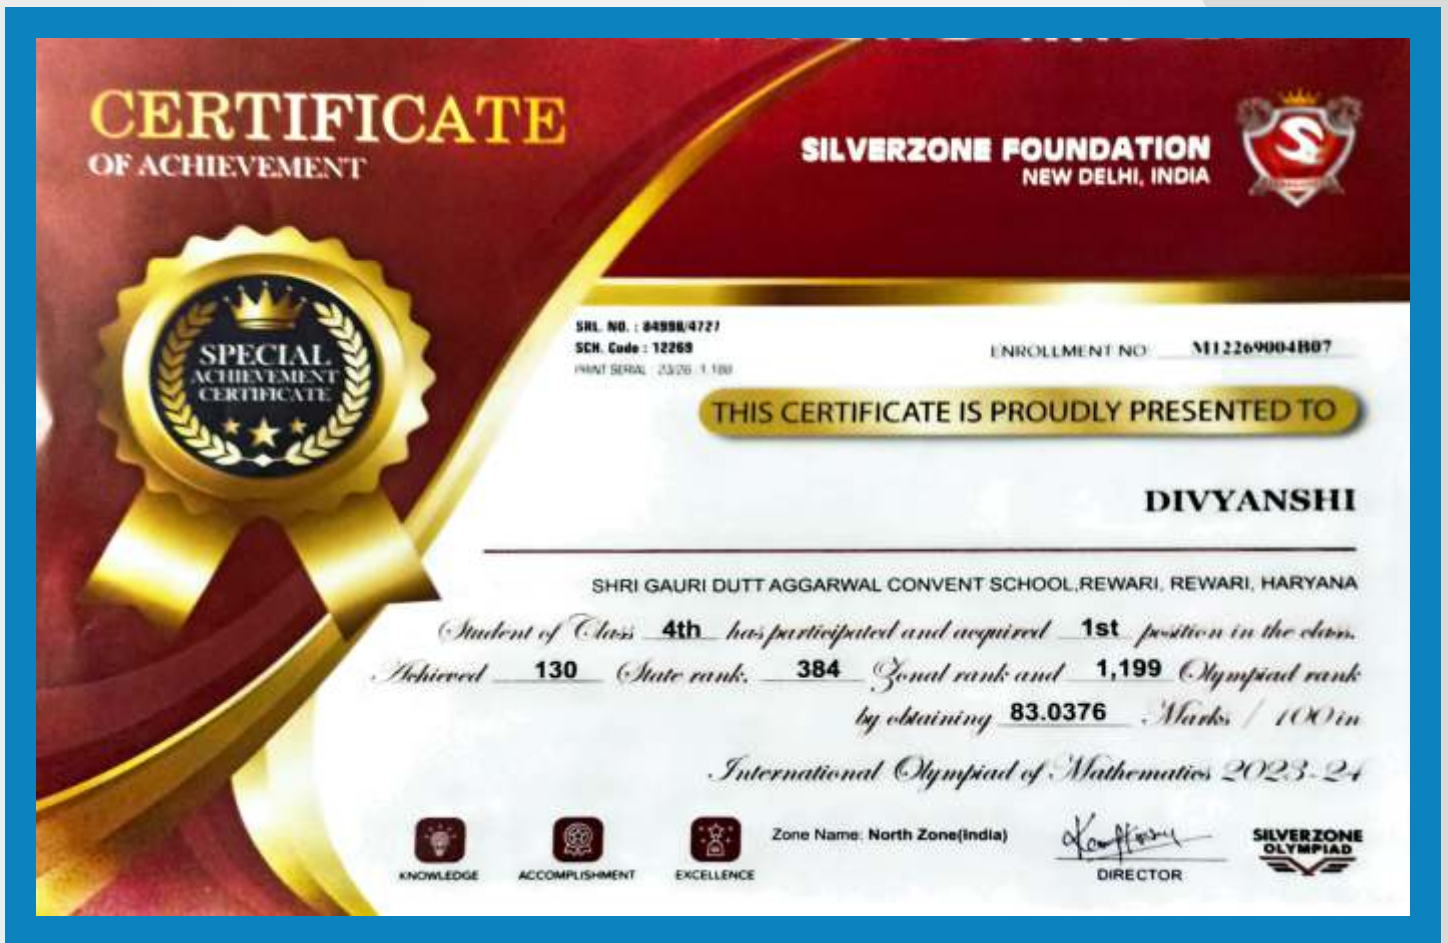 CERTIFICATE
OF ACHIEVEMENT
SILVERZONE FOUNDATION
NEW DELHI, INDIA
SPECIAL
ACHIEVEMENT
CERTIFICATE
SRL. NO. : 84998/4727
SCH. Code : 12269
PRINT SERIAL
ENROLLMENT NO: M12269004B07
THIS CERTIFICATE IS PROUDLY PRESENTED TO
DIVYANSHI
SHRI GAURI DUTT AGGARWAL CONVENT SCHOOL,REWARI, REWARI, HARYANA
Student of Class 4th has participated and acquired 1st position in the class.
Achieved 130 State rank, 384 Zonal rank and 1,199 Olympiad rank
by obtaining 83.0376 Marks / 100 in
International Olympiad of Mathematics 2023-24
KNOWLEDGE
ACCOMPLISHMENT
EXCELLENCE
Zone Name: North Zone(India)
DIRECTOR
SILVERZONE
OLYMPIAD